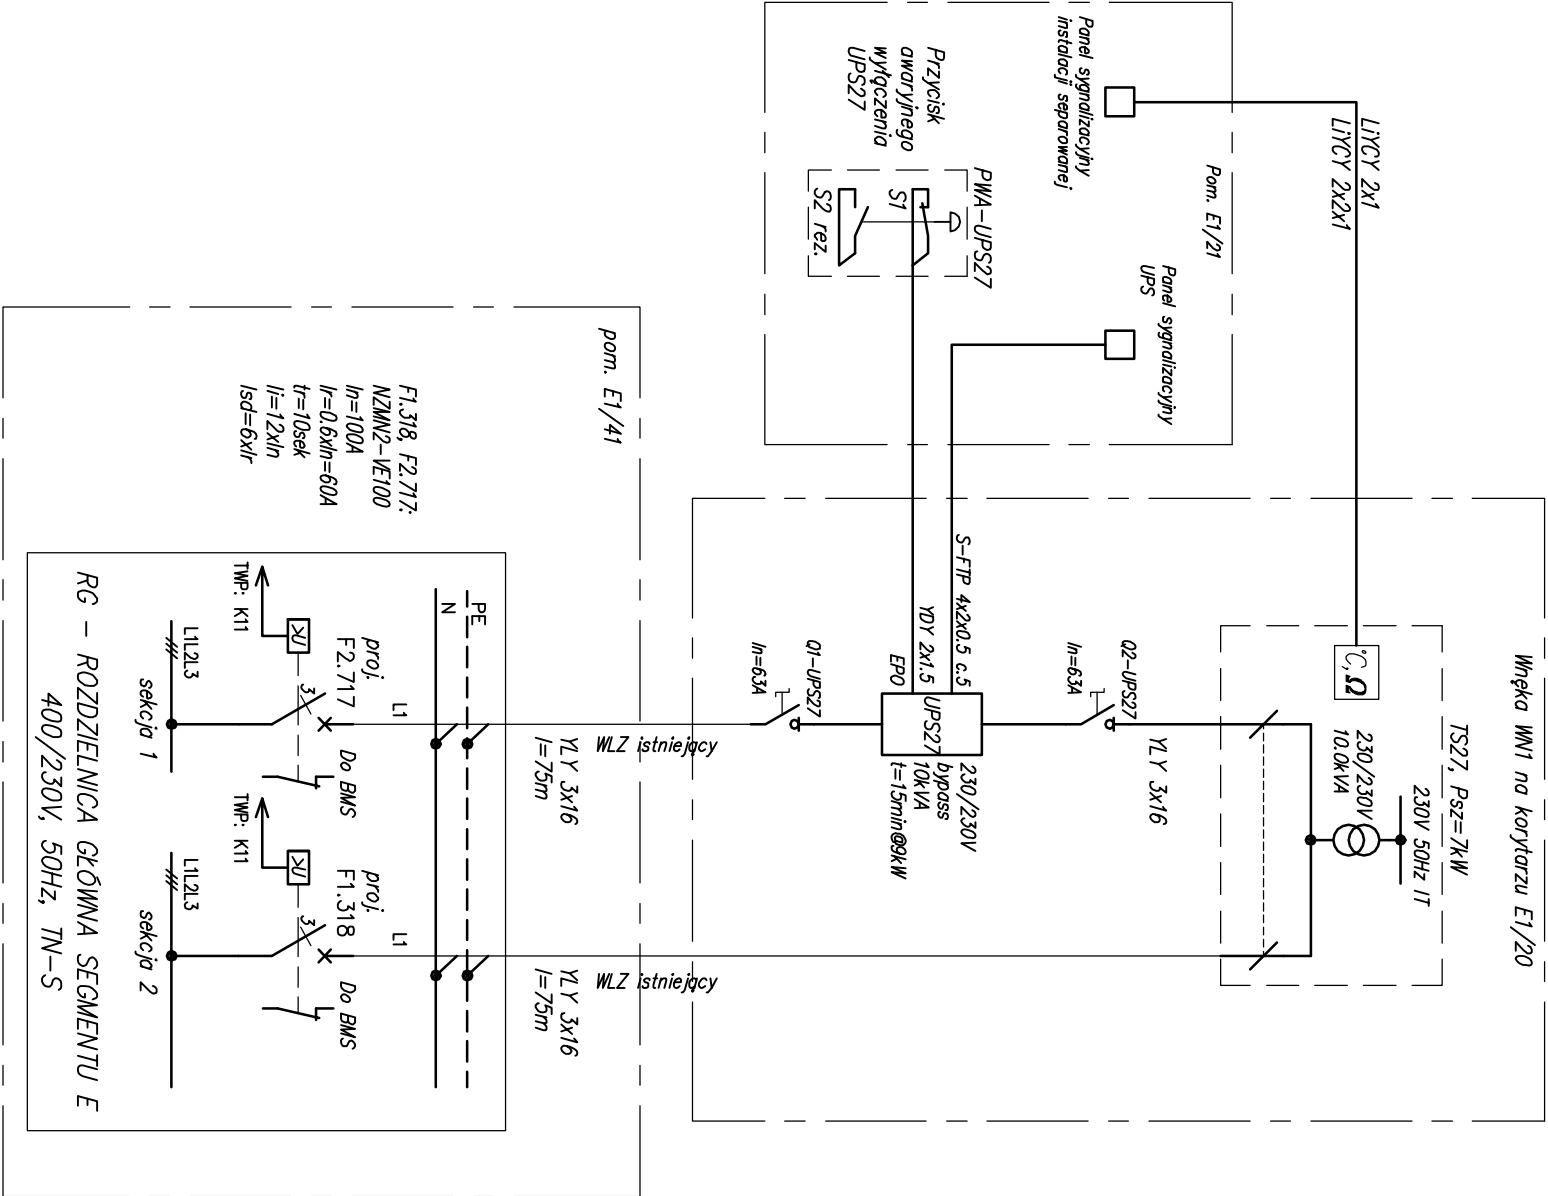 Panel sygnalizacyjny
instalacji separowanej
Przycisk
awaryjnego
wyłączenia
UPS27
PWA-UPS27
S1
S2 rez.
Pom. E1/21
Panel sygnalizacyjny
UPS
LiYCY 2x1
LiYCY 2x2x1
Wnęka WN1 na korytarzu E1/20
TS27, Psz=7kW
230V 50Hz IT
230/230V
10.0kVA
°C, Ω
YLY 3x16
Q2-UPS27
In=63A
S-FTP 4x2x0.5 c.5
YDY 2x1.5
EPO
UPS27
230/230V
bypass
10kVA
t=15min@9kW
Q1-UPS27
In=63A
WLZ istniejący
YLY 3x16
l=75m
WLZ istniejący
YLY 3x16
l=75m
pom. E1/41
F1.318, F2.717:
NZMN2-VE100
In=100A
Ir=0.6xIn=60A
tr=10sek
Ii=12xIn
Isd=6xIr
PE
N
L1
proj.
F2.717
3
Do BMS
U<
TWP: K11
L1L2L3
sekcja 1
L1
proj.
F1.318
3
Do BMS
U<
TWP: K11
L1L2L3
sekcja 2
RG - ROZDZIELNICA GŁÓWNA SEGMENTU E
400/230V, 50Hz, TN-S